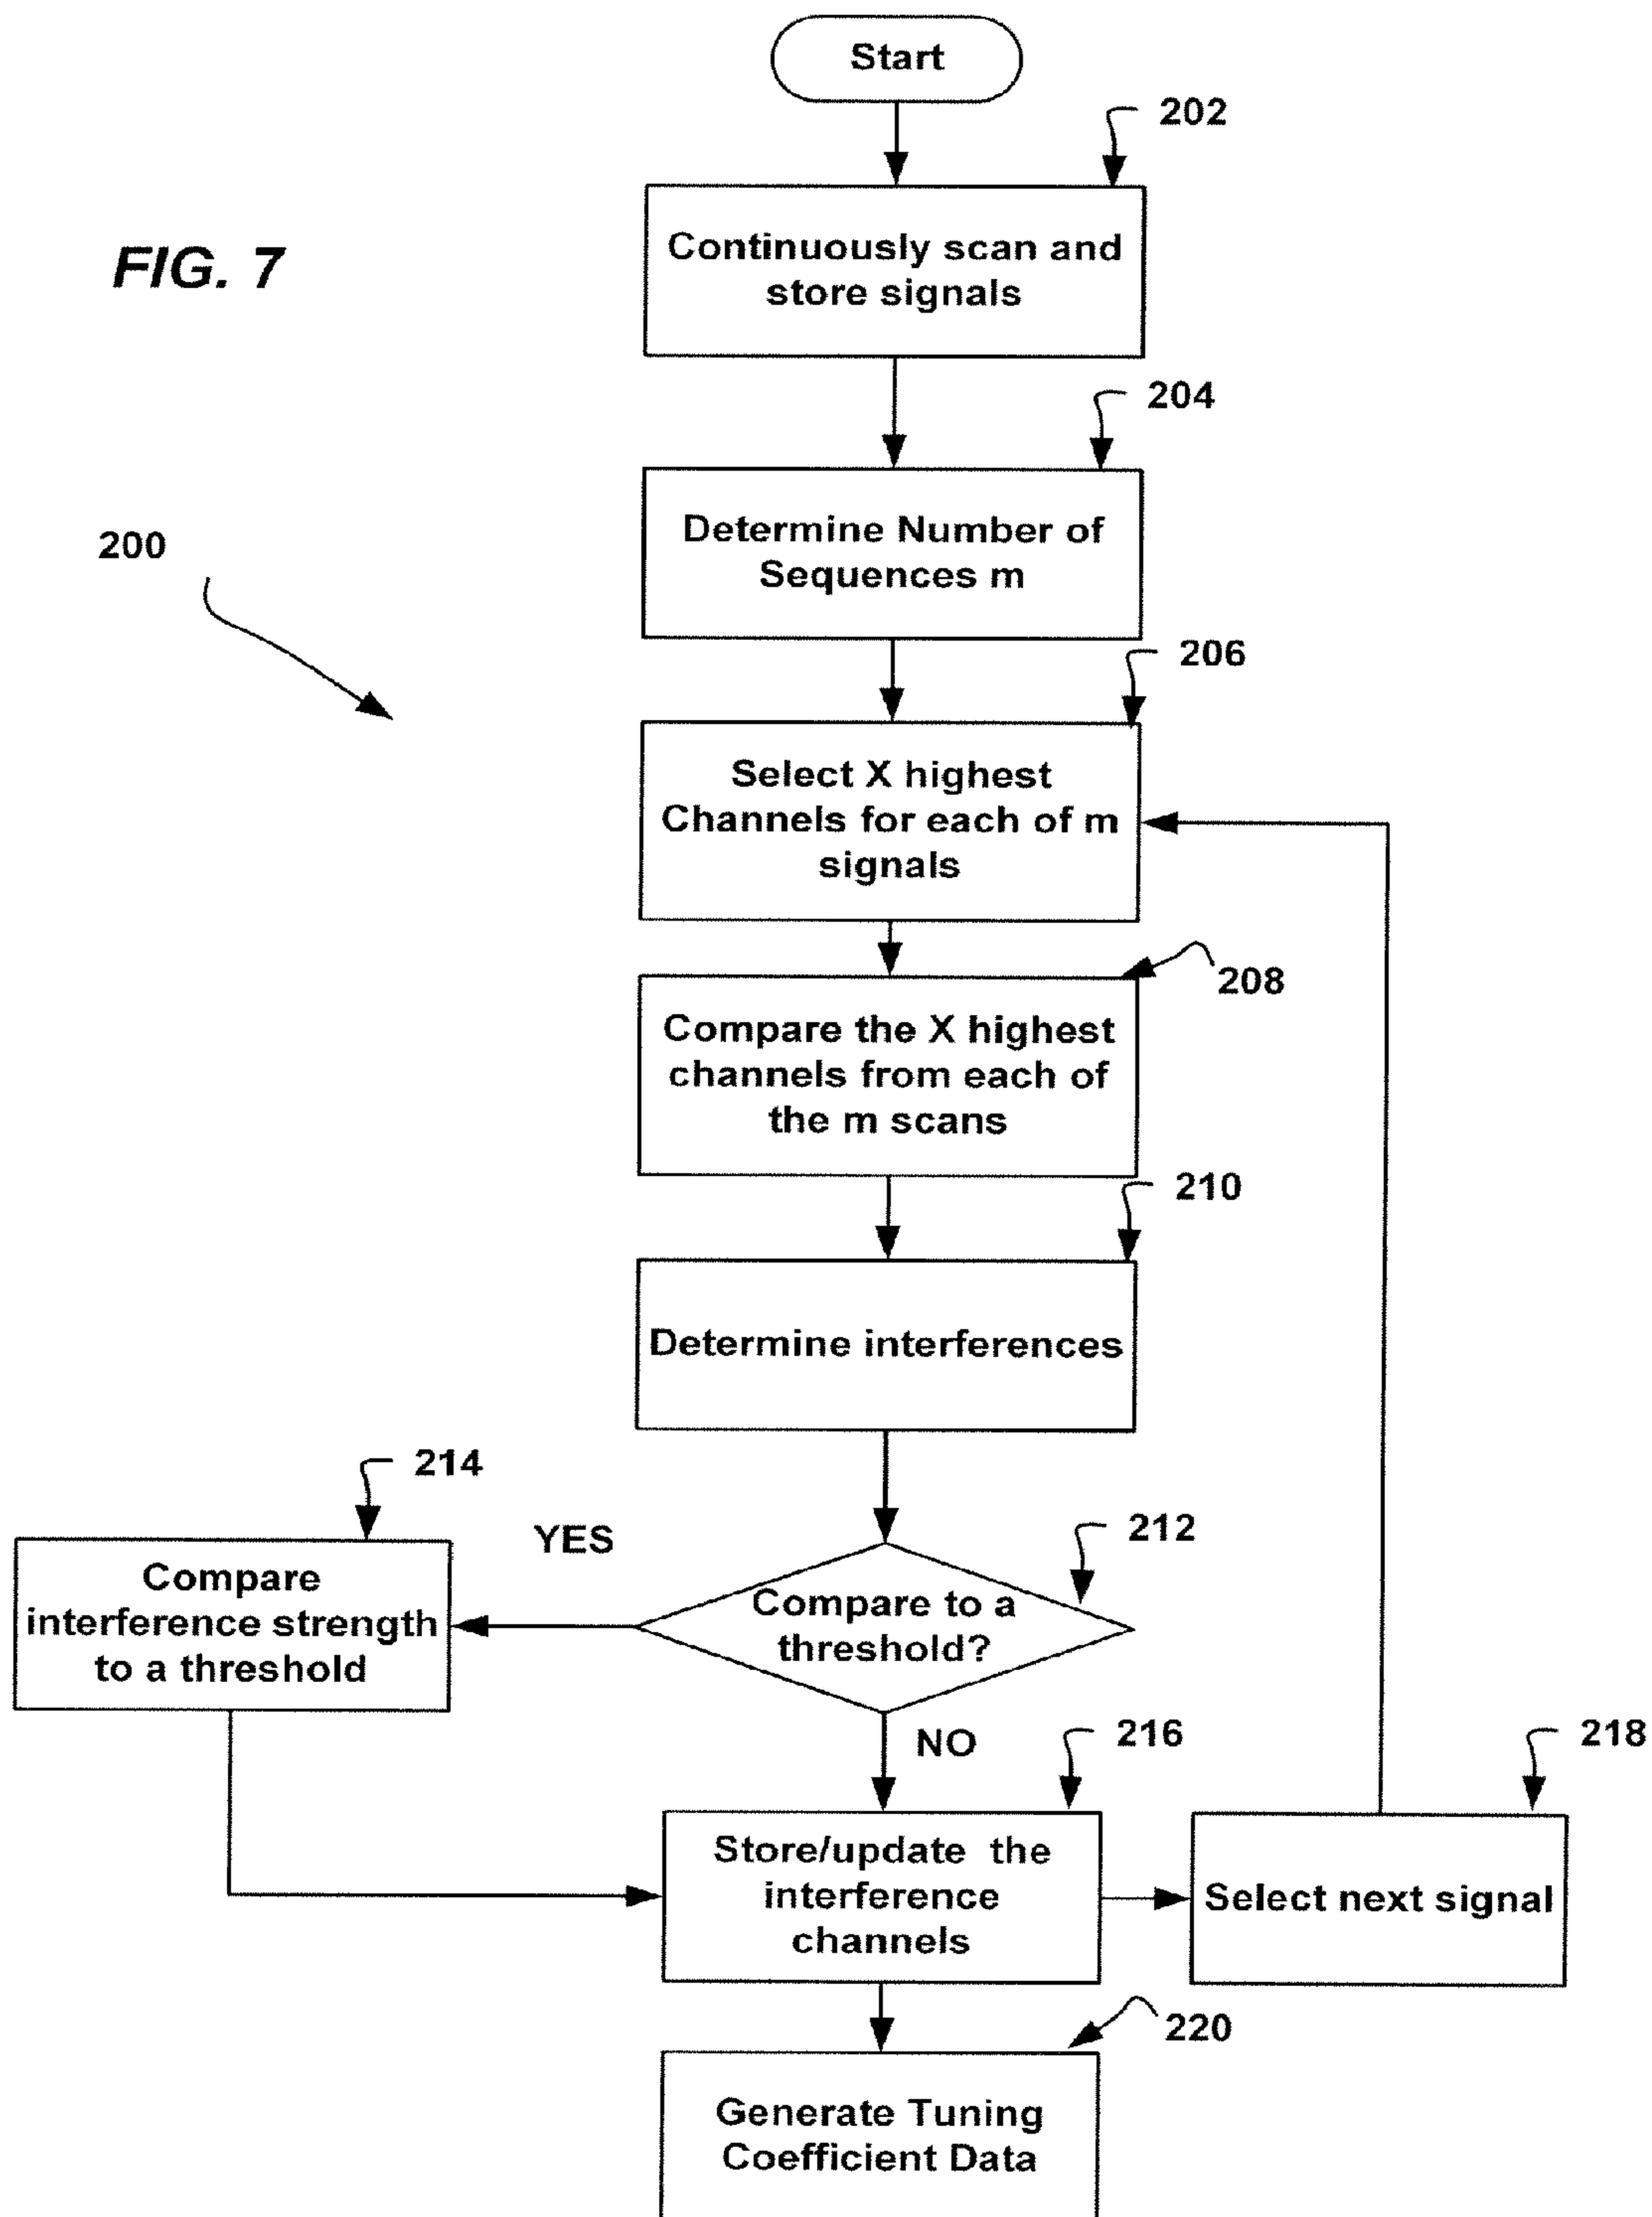 Start
202
Continuously scan and
store signals
FIG. 7
204
Determine Number of
Sequences m
200
206
Select X highest
Channels for each of m
signals
208
Compare the X highest
channels from each of
the m scans
210
Determine interferences
214
YES
212
Compare
interference strength
to a threshold
Compare to a
threshold?
NO
216
218
Store/update the
interference
channels
Select next signal
220
Generate Tuning
Coefficient Data